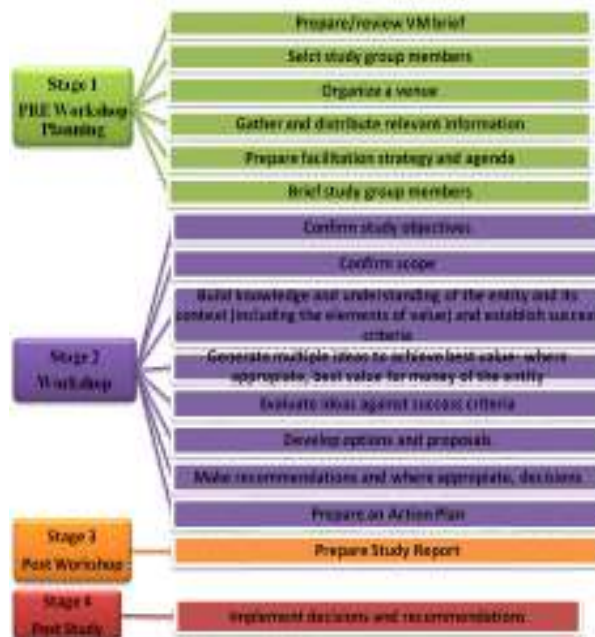 Stage 1
PRE Workshop
Planning
Prepare/review VM brief
Selct study group members
Organize a venue
Gather and distribute relevant information
Prepare facilitation strategy and agenda
Brief study group members
Stage 2
Workshop
Confirm study objectives
Confirm scope
Build knowledge and understanding of the entity and its
context (including the elements of value) and establish succes
criteria
Generate multiple ideas to achieve best value- where
appropiate, best value for money of the entity
Evaluate ideas against success criteria
Develop options and proposals
Make recommendations and where appropiate, decisions
Prepare an Action Plan
Stage 3
Post Workshop
Prepare Study Report
Stage 4
Post Study
Implement decisions and recommendations